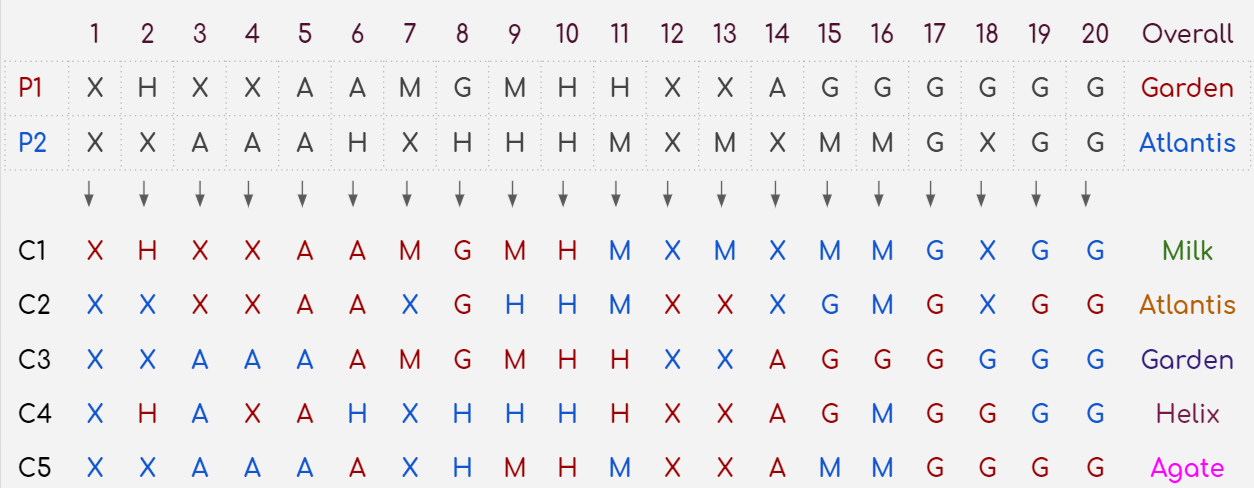 1 2 3 4 5 6 7 8 9 10 11 12 13 14 15 16 17 18 19 20 Overall
P1 X H X X A A M G M H H X X A G G G G G G Garden
P2 X X A A A H X H H H M X M X M M G X G G Atlantis
C1 X H X X A A M G M H M X M X M M G X G G Milk
C2 X X X X A A X G H H M X X X G M G X G G Atlantis
C3 X X A A A A M G M H H X X A G G G G G G Garden
C4 X H A X A H X H H H H X X A G M G G G G Helix
C5 X X A A A A X H M H M X X A M M G G G G Agate